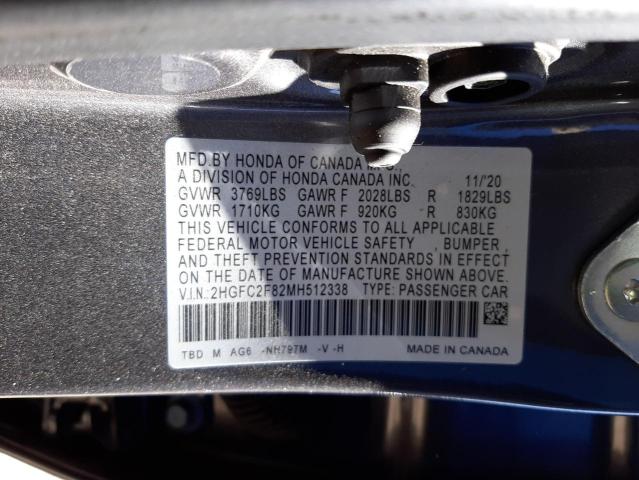 MFD. BY HONDA OF CANADA MFG.,
A DIVISION OF HONDA CANADA INC. 11/'20
GVWR 3769LBS GAWR F 2028LBS R 1829LBS
GVWR 1710KG GAWR F 920KG R 830KG
THIS VEHICLE CONFORMS TO ALL APPLICABLE
FEDERAL MOTOR VEHICLE SAFETY , BUMPER ,
AND THEFT PREVENTION STANDARDS IN EFFECT
ON THE DATE OF MANUFACTURE SHOWN ABOVE.
V.I.N.: 2HGFC2F82MH512338 TYPE: PASSENGER CAR
TBD M AG6 -NH797M -V -H MADE IN CANADA